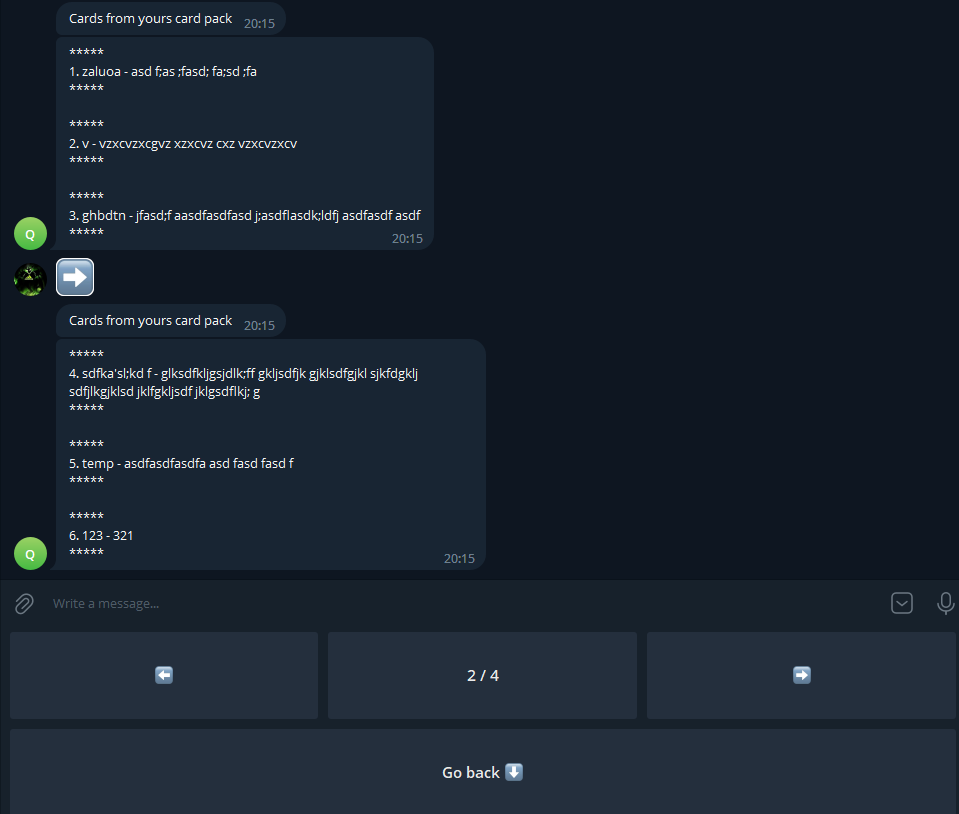 Cards from yours card pack 20:15
*****
1. zaluoa - asd f;as ;fasd; fa;sd ;fa
*****
*****
2. v - vzxcvzxcgvz xzxcvz cxz vzxcvzxcv
*****
*****
3. ghbdtn - jfasd;f aasdfasdfasd j;asdflasdk;ldfj asdfasdf asdf
*****
20:15
Q
➡️
Cards from yours card pack 20:15
*****
4. sdfka'sl;kd f - glksdfkljgsjdlk;ff gkljsdfjk gjklsdfgjkl sjkfdgklj
sdfjlkgjklsd jklfgkljsdf jklgsdflkj; g
*****
*****
5. temp - asdfasdfasdfa asd fasd fasd f
*****
*****
6. 123 - 321
*****
20:15
Q
Write a message...
⬅️ 2 / 4 ➡️
Go back ⬇️